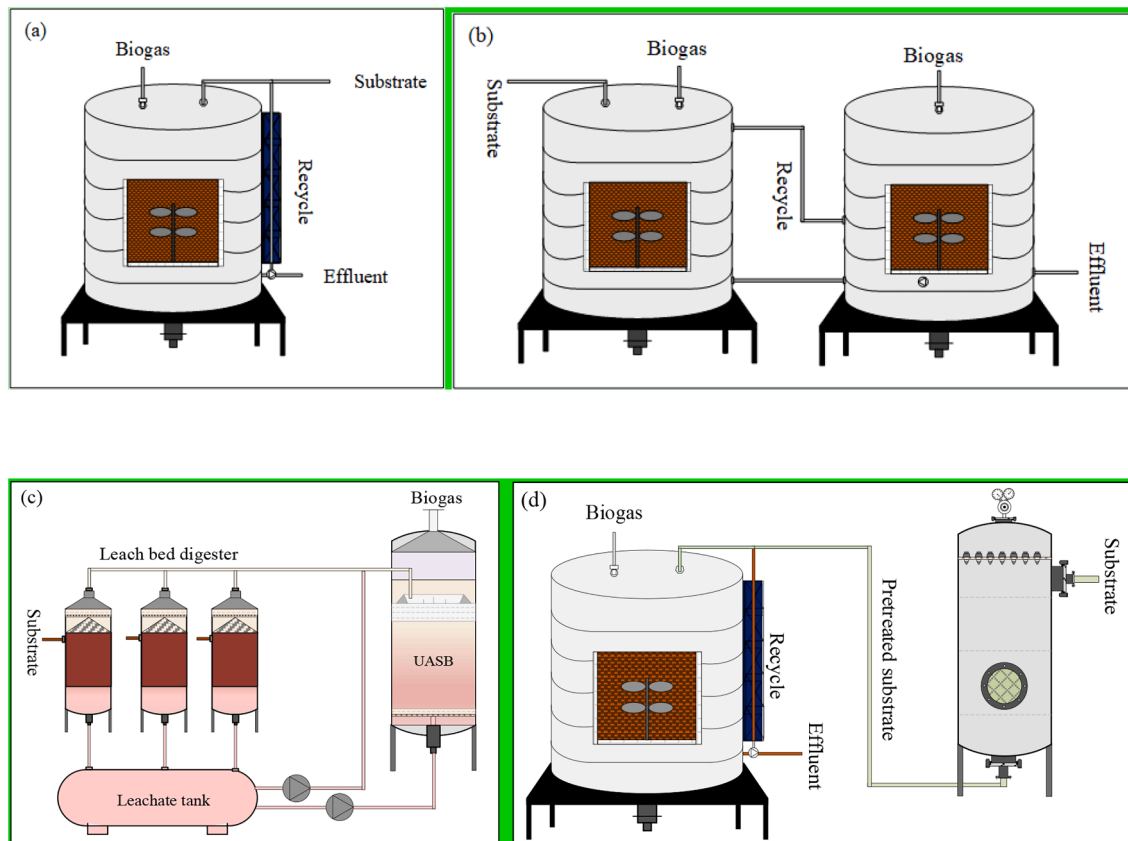 (a)
Biogas
Substrate
Recycle
Effluent
(b)
Biogas
Biogas
Substrate
Recycle
Effluent
(c)
Biogas
Leach bed digester
Substrate
UASB
Leachate tank
(d)
Biogas
Substrate
Pretreated substrate
Recycle
Effluent